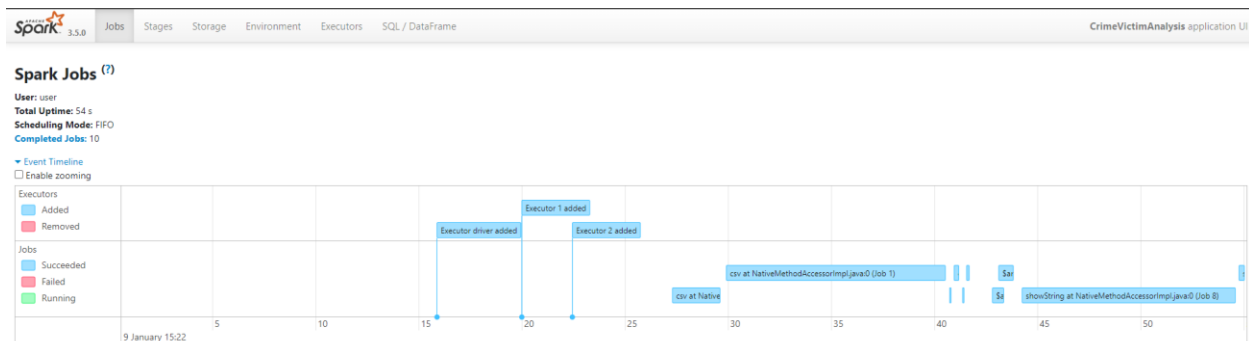 APACHE
Spark 3.5.0 Jobs Stages Storage Environment Executors SQL / DataFrame CrimeVictimAnalysis application UI
Spark Jobs (?)
User: user
Total Uptime: 54 s
Scheduling Mode: FIFO
Completed Jobs: 10
Event Timeline
Enable zooming
Executors
Added
Removed
Executor driver added
Executor 1 added
Executor 2 added
Jobs
Succeeded
Failed
Running
csv at Native
csv at NativeMethodAccessorImpl.java:0 (Job 1)
$a
$ar
showString at NativeMethodAccessorImpl.java:0 (Job 8)
5 10 15 20 25 30 35 40 45 50
9 January 15:22